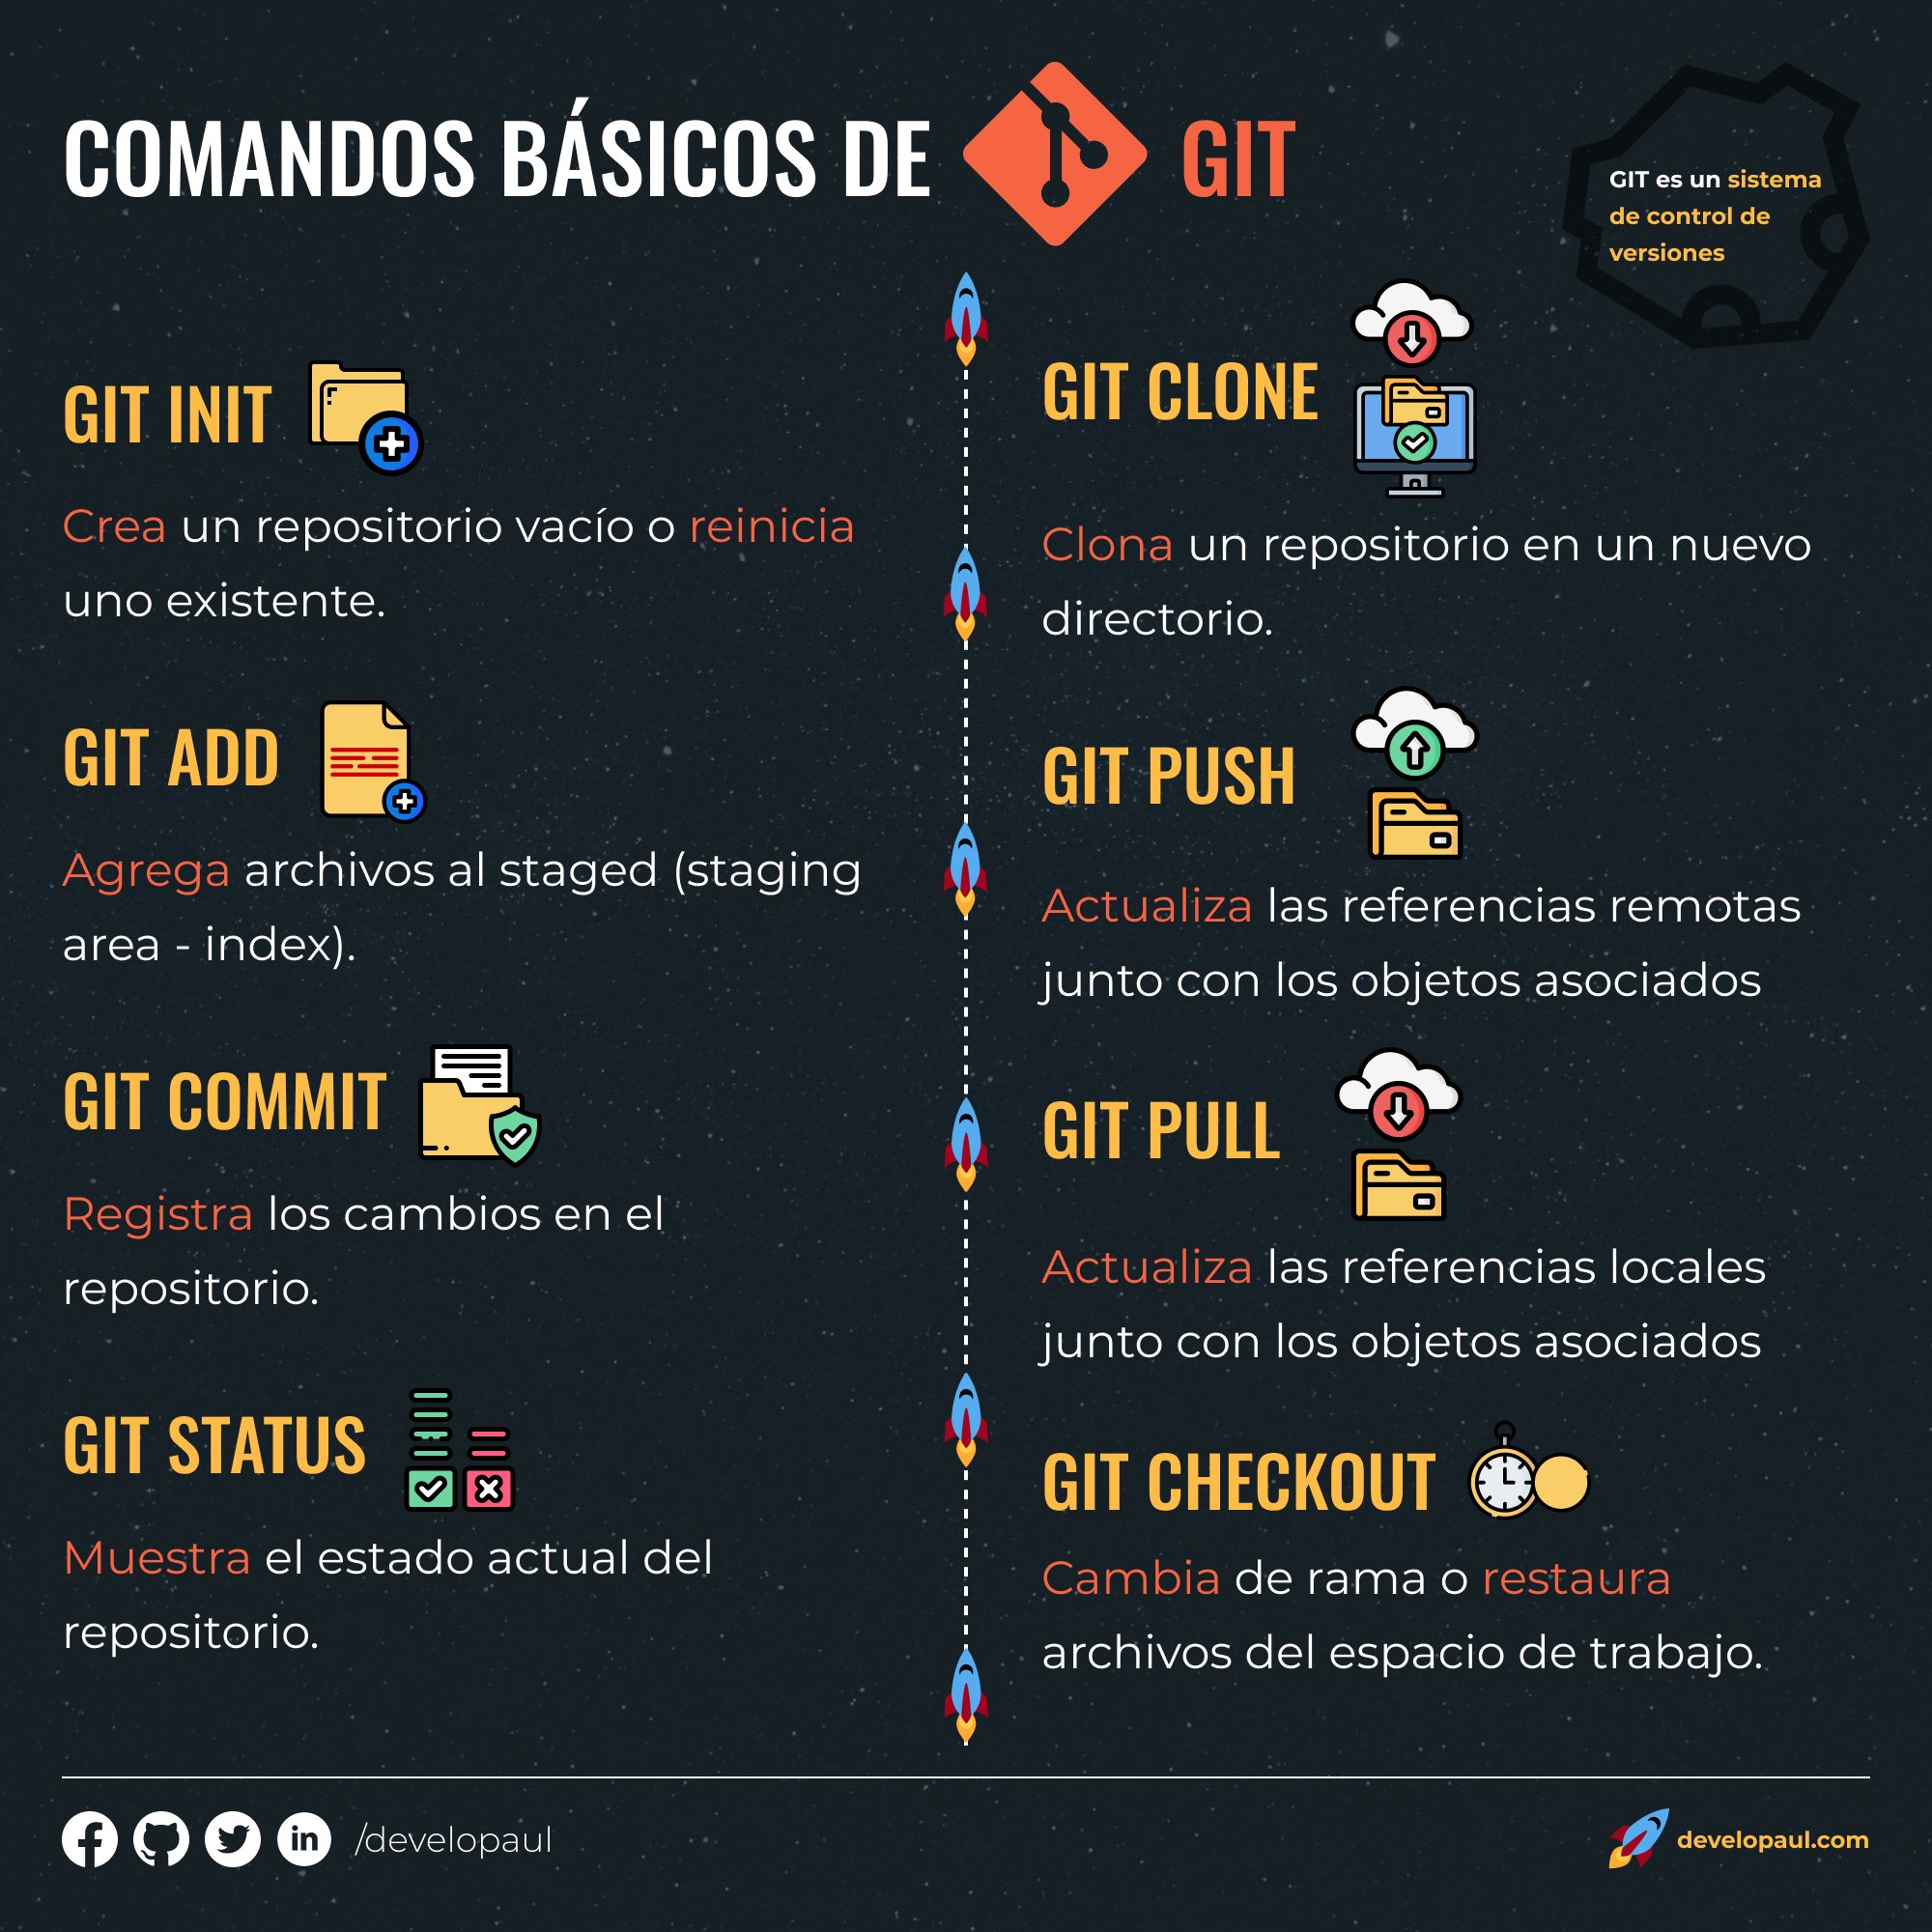 COMANDOS BÁSICOS DE GIT
GIT es un sistema
de control de
versiones
GIT INIT
Crea un repositorio vacío o reinicia
uno existente.
GIT ADD
Agrega archivos al staged (staging
area - index).
GIT COMMIT
Registra los cambios en el
repositorio.
GIT STATUS
Muestra el estado actual del
repositorio.
GIT CLONE
Clona un repositorio en un nuevo
directorio.
GIT PUSH
Actualiza las referencias remotas
junto con los objetos asociados
GIT PULL
Actualiza las referencias locales
junto con los objetos asociados
GIT CHECKOUT
Cambia de rama o restaura
archivos del espacio de trabajo.
/developaul
developaul.com